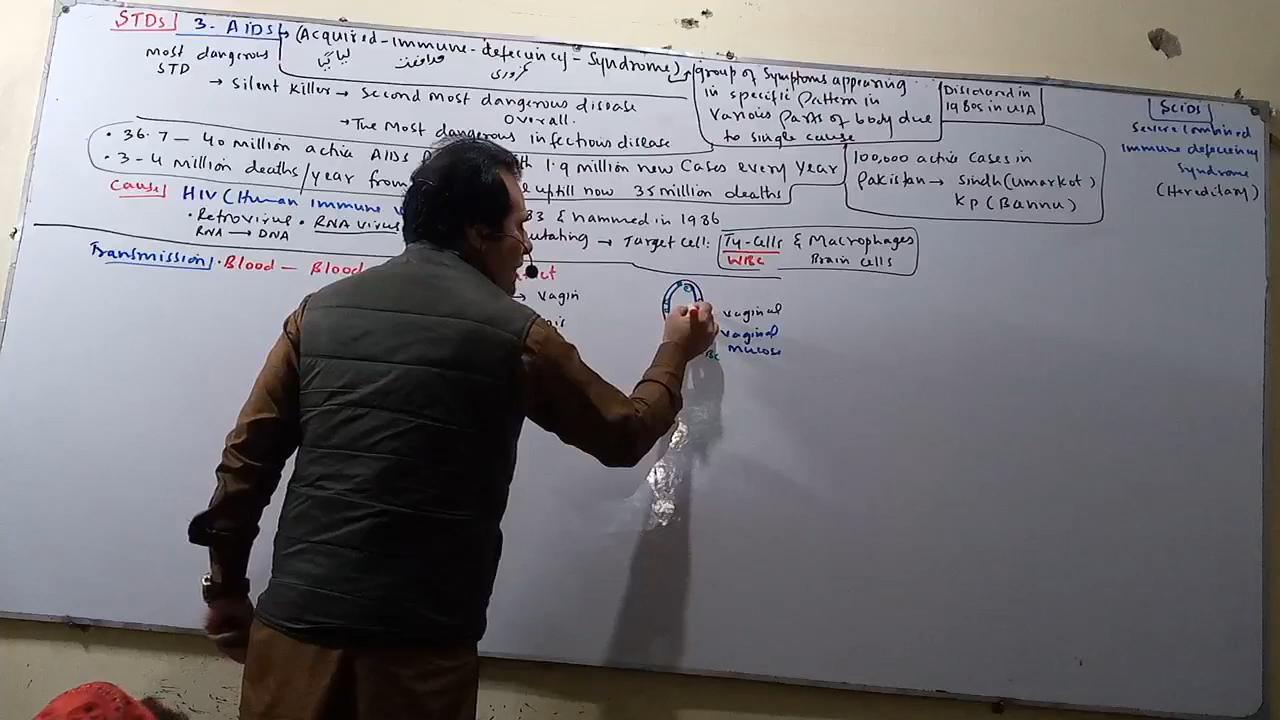 STDs 3- AIDs → (Acquired-Immune-defeciency-Syndrome)
لیا گیا مدافعت کمزوری
Most dangerous STD
→ Silent Killer → Second most dangerous disease overall.
→ The Most dangerous infectious disease
group of symptoms appearing
in specific pattern in
various parts of body due
to single cause
Discovered in
1980s in USA
• 36.7 — 40 million active AIDS 1.9 million new cases every year
• 3-4 million deaths/year from uptill now 35 million deaths
100,000 active cases in
Pakistan → Sindh (Umarkot)
KP (Bannu)
SCIDS
Severe Combined
Immune defeciency
Syndrome
(Hereditary)
Cause HIV (Human Immune 83 & nammed in 1986
• Retrovirus • RNA virus
RNA → DNA
mutating → Target cell: T4-Cells & Macrophages
WBC Brain cells
Transmission • Blood — Blood
→ vagin
vaginal
vaginal
mucosa